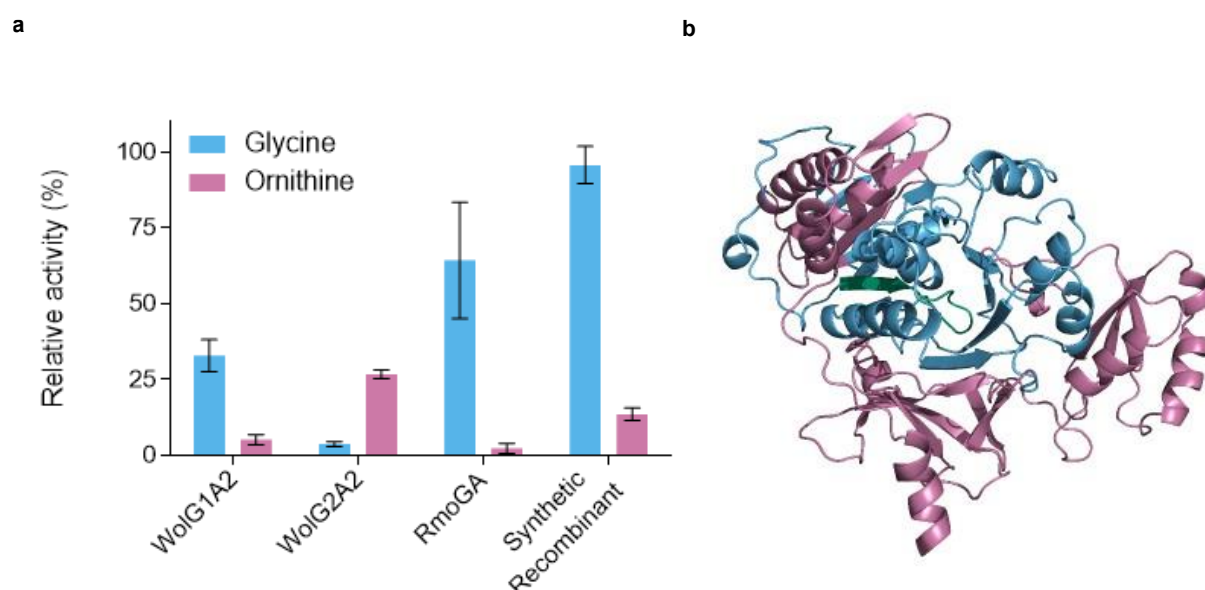 a
b
Relative activity (%)
100
75
50
25
0
Glycine
Ornithine
WolG1A2
WolG2A2
RmoGA
Synthetic
Recombinant